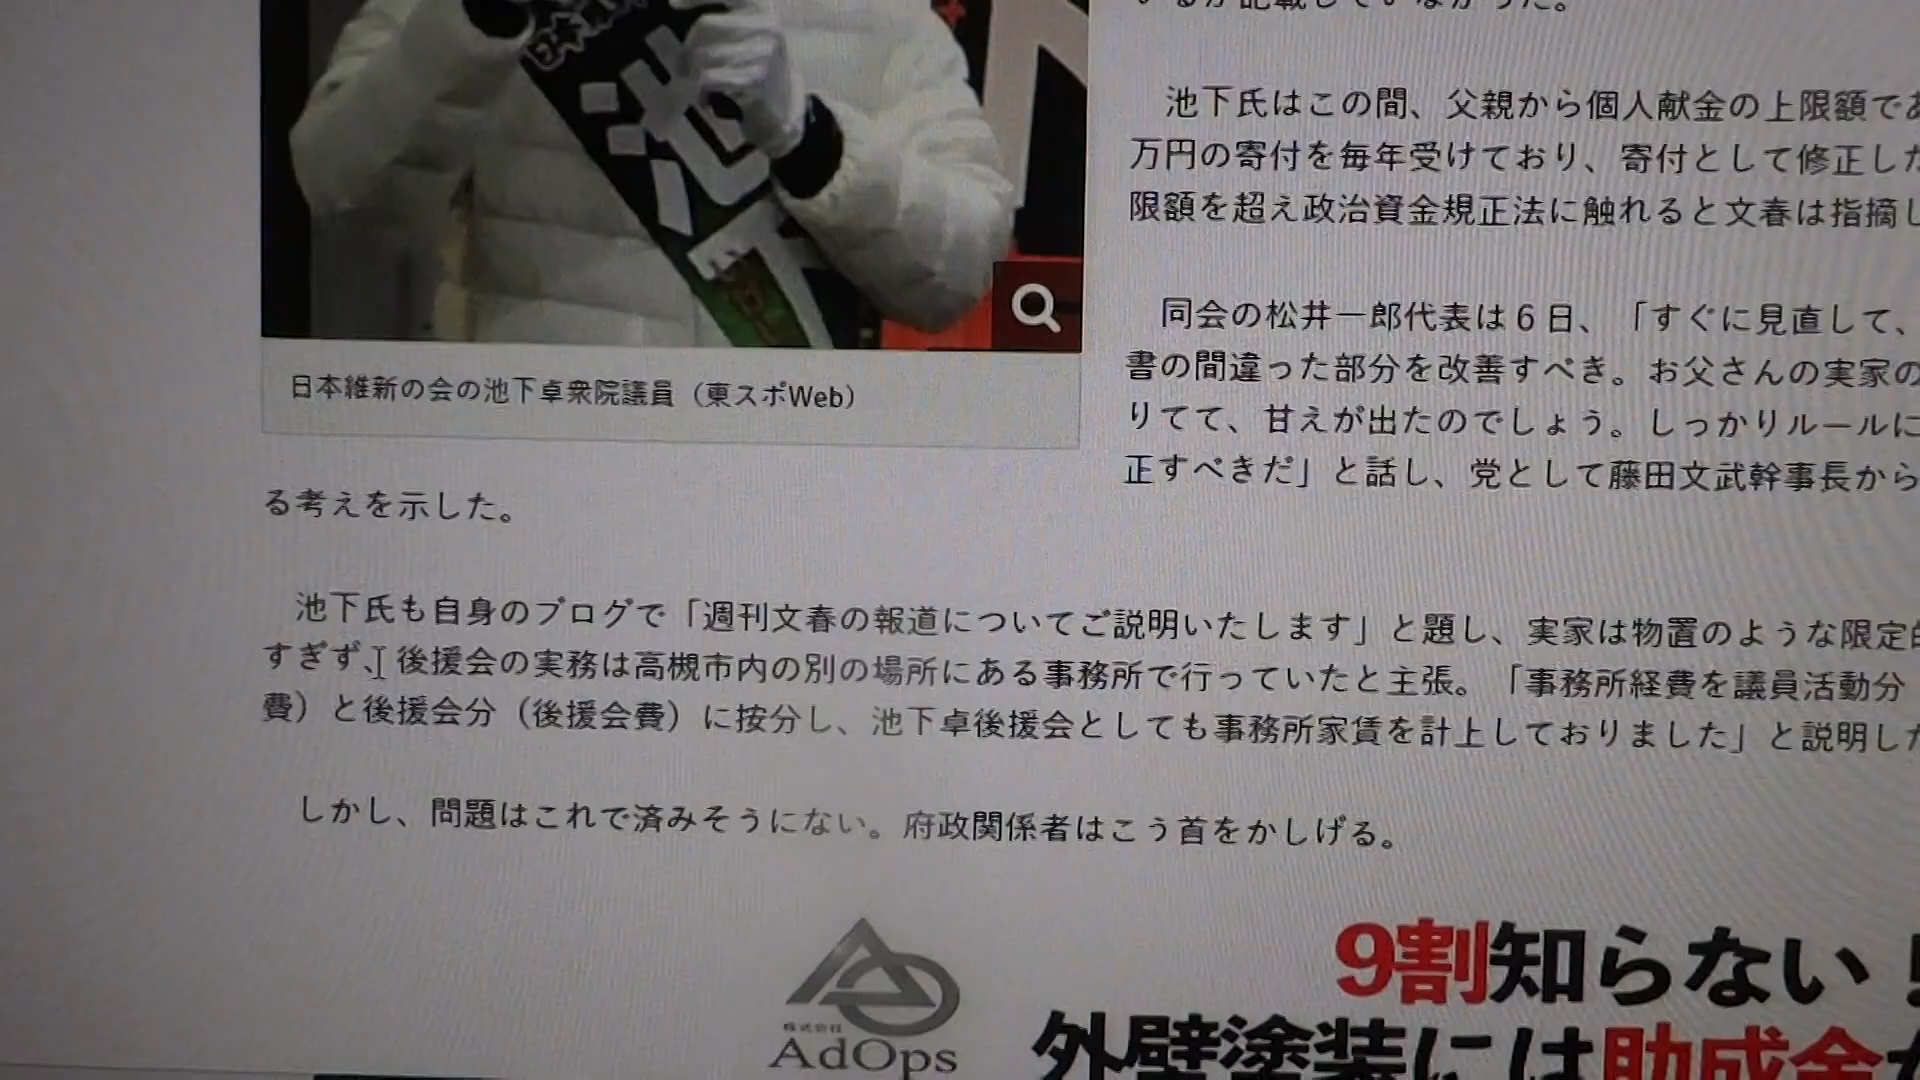 池下
日本維新の会の池下卓衆院議員（東スポWeb）
池下氏はこの間、父親から個人献金の上限額であ
万円の寄付を毎年受けており、寄付として修正した
限額を超え政治資金規正法に触れると文春は指摘し
同会の松井一郎代表は６日、「すぐに見直して、
書の間違った部分を改善すべき。お父さんの実家の
りてて、甘えが出たのでしょう。しっかりルールに
正すべきだ」と話し、党として藤田文武幹事長から
る考えを示した。
池下氏も自身のブログで「週刊文春の報道についてご説明いたします」と題し、実家は物置のような限定的
すぎず、後援会の実務は高槻市内の別の場所にある事務所で行っていたと主張。「事務所経費を議員活動分
費）と後援会分（後援会費）に按分し、池下卓後援会としても事務所家賃を計上しておりました」と説明した
しかし、問題はこれで済みそうにない。府政関係者はこう首をかしげる。
株式会社
AdOps
9割知らない！
外壁塗装には助成金が